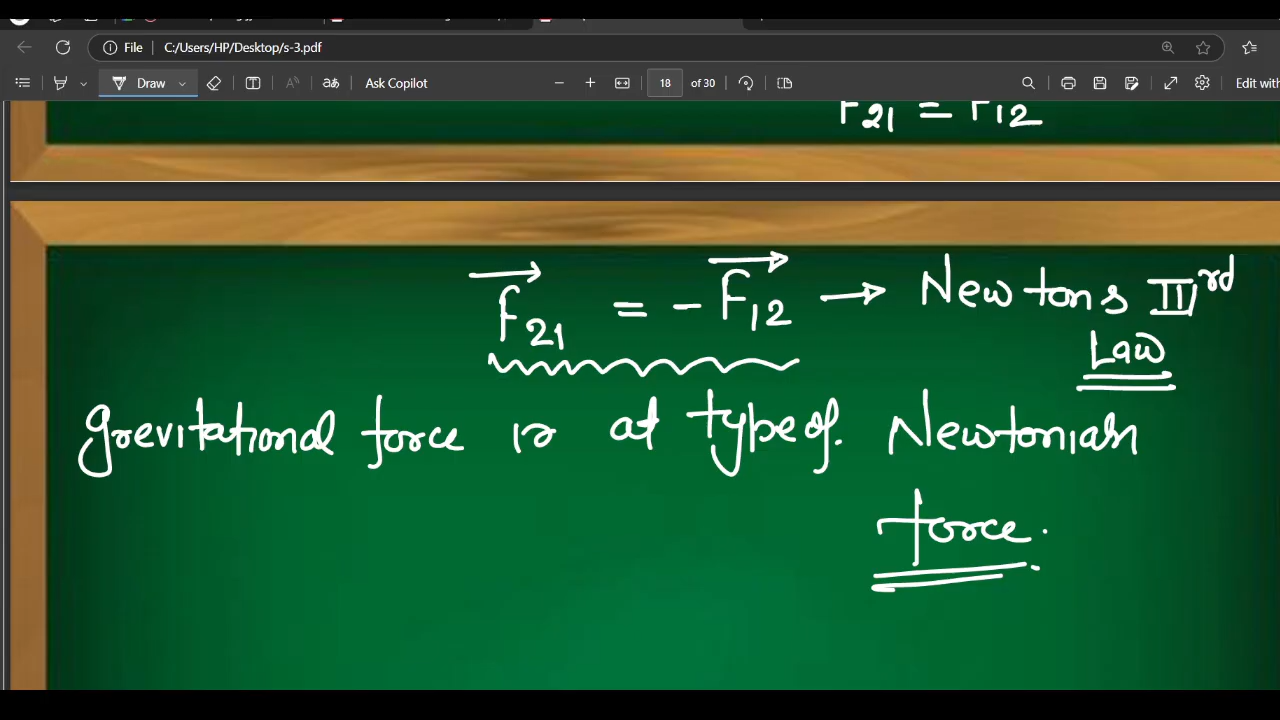 File | C:/Users/HP/Desktop/s-3.pdf
Draw Ask Copilot 18 of 30 Edit with
F21 = F12
F21 = - F12 → Newtons IIIrd
Law
grevitational force is at type of. Newtonian
force.